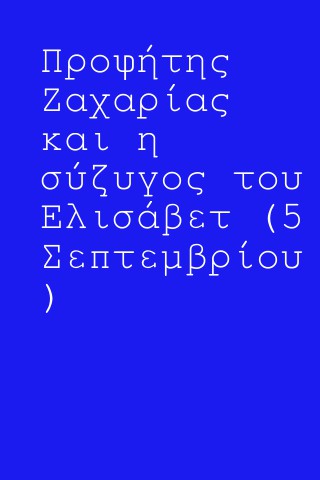 Προφήτης
Ζαχαρίας
και η
σύζυγος του
Ελισάβετ (5
Σεπτεμβρίου
)